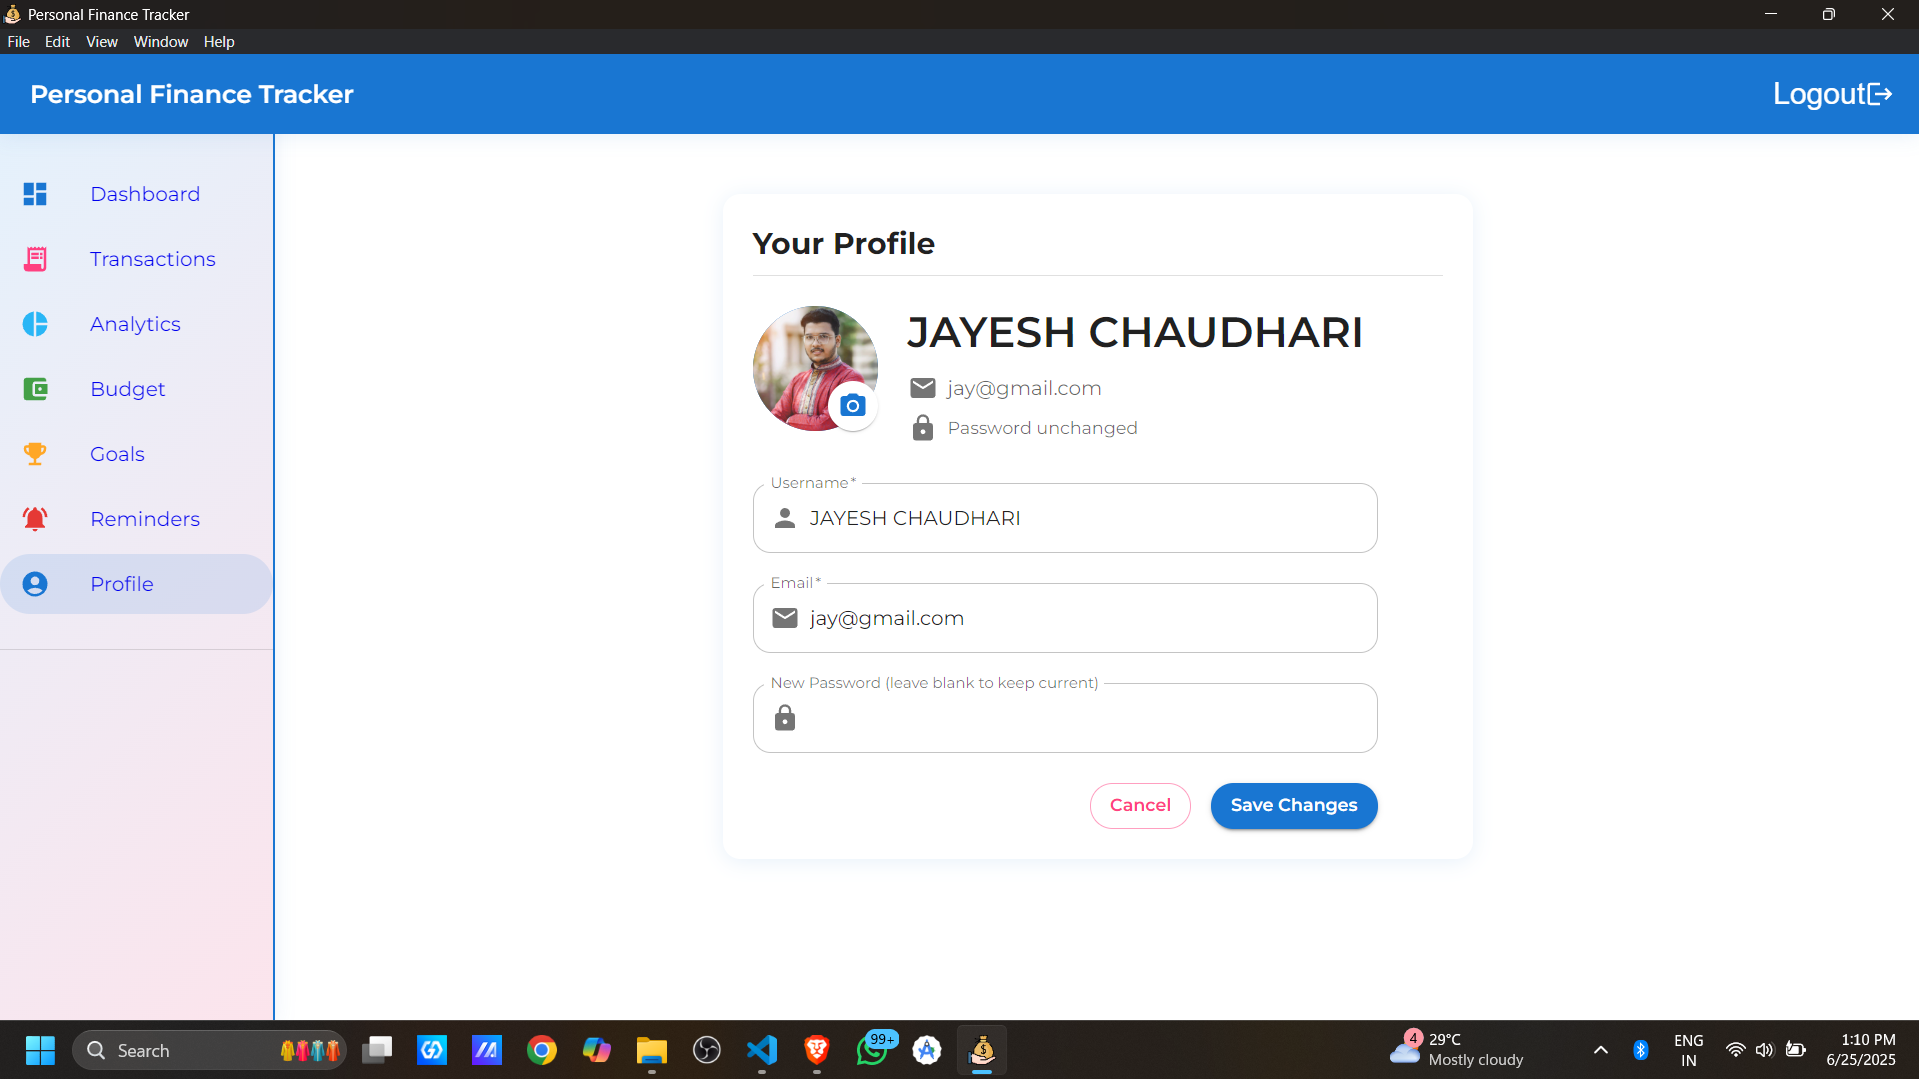 Personal Finance Tracker
File Edit View Window Help
Personal Finance Tracker
Logout
Dashboard
Transactions
Analytics
Budget
Goals
Reminders
Profile
Your Profile
JAYESH CHAUDHARI
jay@gmail.com
Password unchanged
Username*
JAYESH CHAUDHARI
Email*
jay@gmail.com
New Password (leave blank to keep current)
Cancel Save Changes
Search
99+
4
29°C
Mostly cloudy
ENG
IN
1:10 PM
6/25/2025